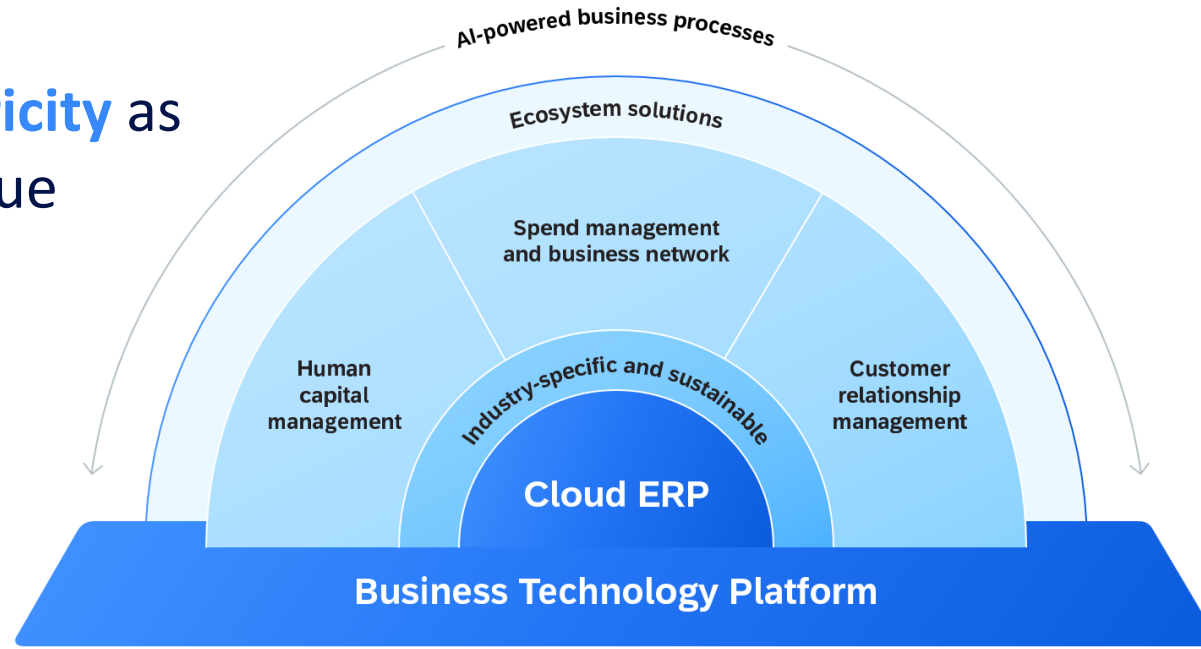 AI-powered business processes
icity as
ue
Ecosystem solutions
Spend management
and business network
Human
capital
management
Industry-specific and sustainable
Customer
relationship
management
Cloud ERP
Business Technology Platform